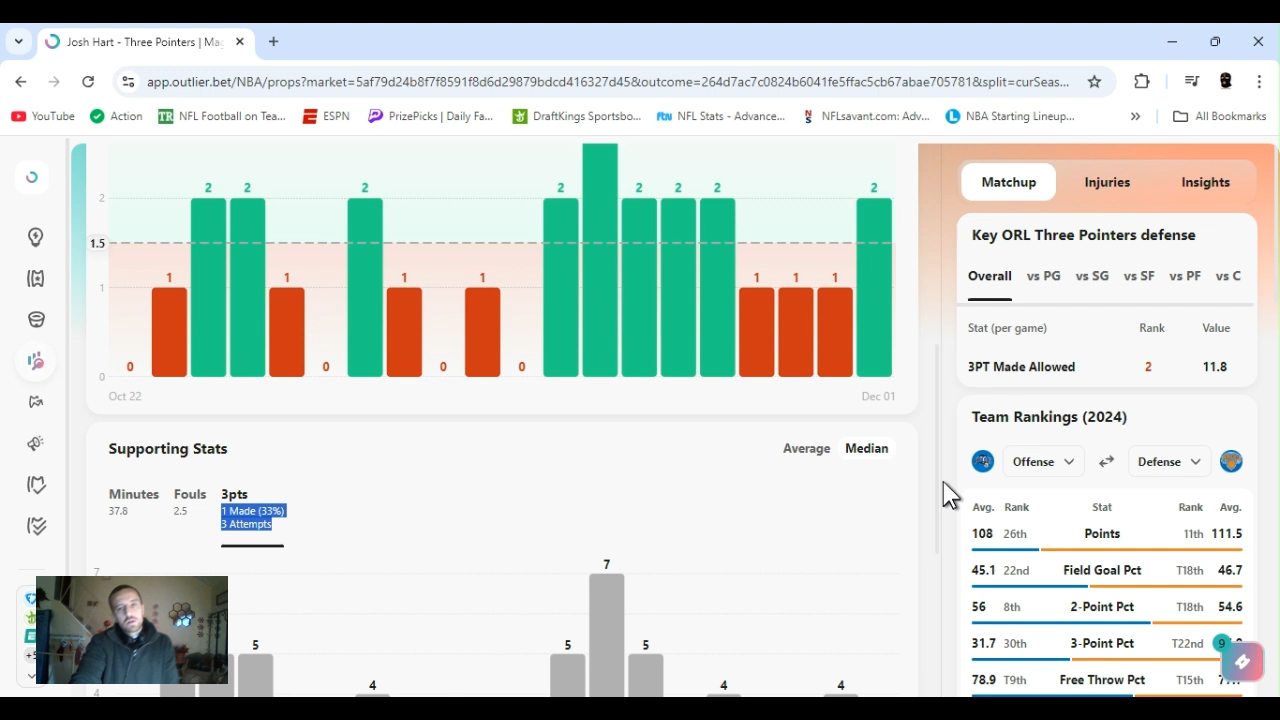 Josh Hart - Three Pointers | Mag
app.outlier.bet/NBA/props?market=5af79d24b8f7f8591f8d6d29879bdcd416327d45&outcome=264d7ac7c0824b6041fe5ffac5cb67abae705781&split=curSeas...
YouTube Action NFL Football on Tea... ESPN PrizePicks | Daily Fa... DraftKings Sportsbo... NFL Stats - Advance... NFLsavant.com: Adv... NBA Starting Lineup... » All Bookmarks
Matchup Injuries Insights
2 2 2 2 2 2 2 2
2
1.5
1 1 1 1 1 1 1
1
0 0 0 0
0
Oct 22 Dec 01
Key ORL Three Pointers defense
Overall vs PG vs SG vs SF vs PF vs C
Stat (per game) Rank Value
3PT Made Allowed 2 11.8
Supporting Stats Average Median
Minutes Fouls 3pts
37.8 2.5 1 Made (33%)
3 Attempts
7 7
5 5 5
4 4 4 4
Team Rankings (2024)
Offense Defense
Avg. Rank Stat Rank Avg.
108 26th Points 11th 111.5
45.1 22nd Field Goal Pct T18th 46.7
56 8th 2-Point Pct T18th 54.6
31.7 30th 3-Point Pct T22nd
78.9 T9th Free Throw Pct T15th